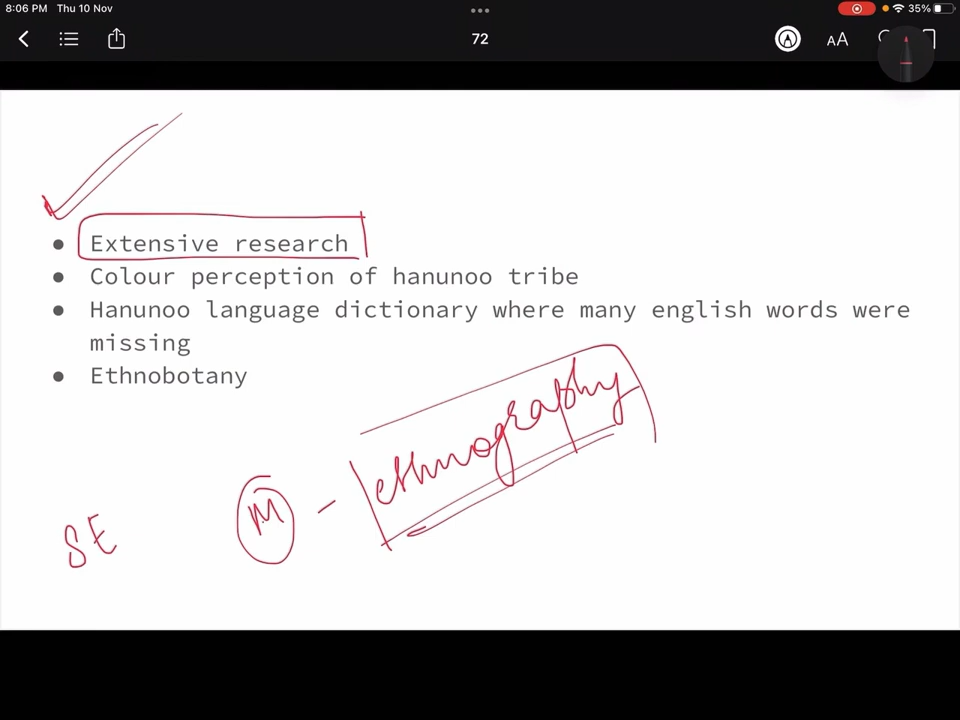 8:06 PM Thu 10 Nov
35%
72
AA
• Extensive research
• Colour perception of hanunoo tribe
• Hanunoo language dictionary where many english words were
missing
• Ethnobotany
M - ethnography
SE